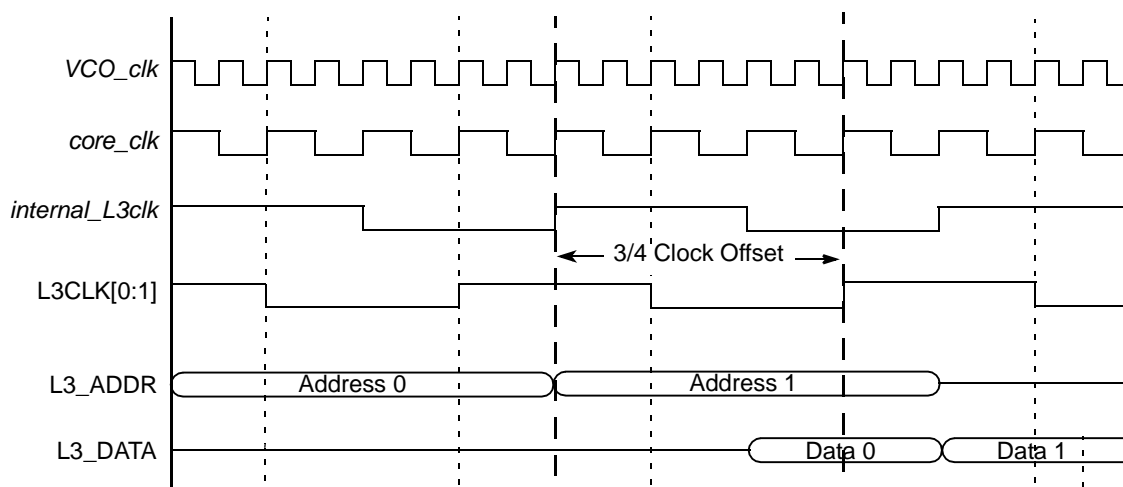 VCO_clk
core_clk
internal_L3clk
3/4 Clock Offset
L3CLK[0:1]
L3_ADDR Address 0 Address 1
L3_DATA Data 0 Data 1